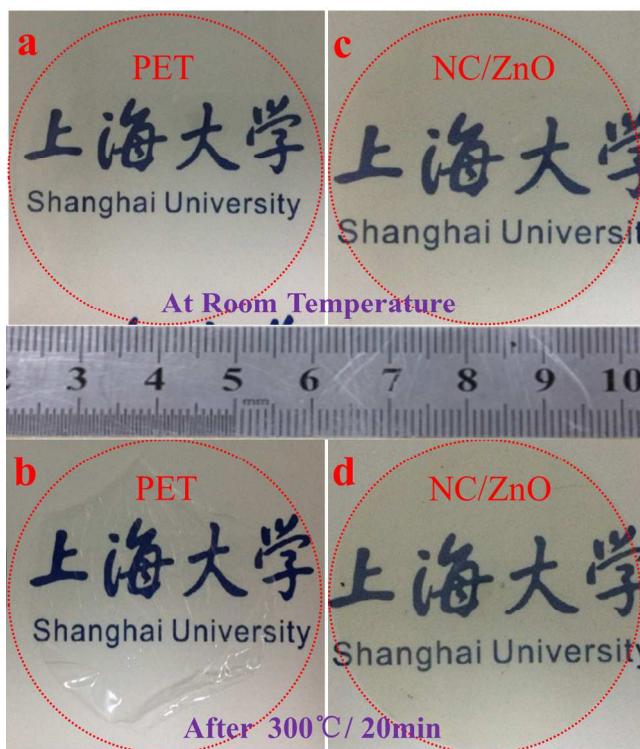 a
PET
上海大学
Shanghai University
c
NC/ZnO
上海大学
Shanghai Universit
At Room Temperature
3 4 5 6 7 8 9 10
mm
b
PET
上海大学
Shanghai University
d
NC/ZnO
上海大学
Shanghai University
After 300℃/ 20min